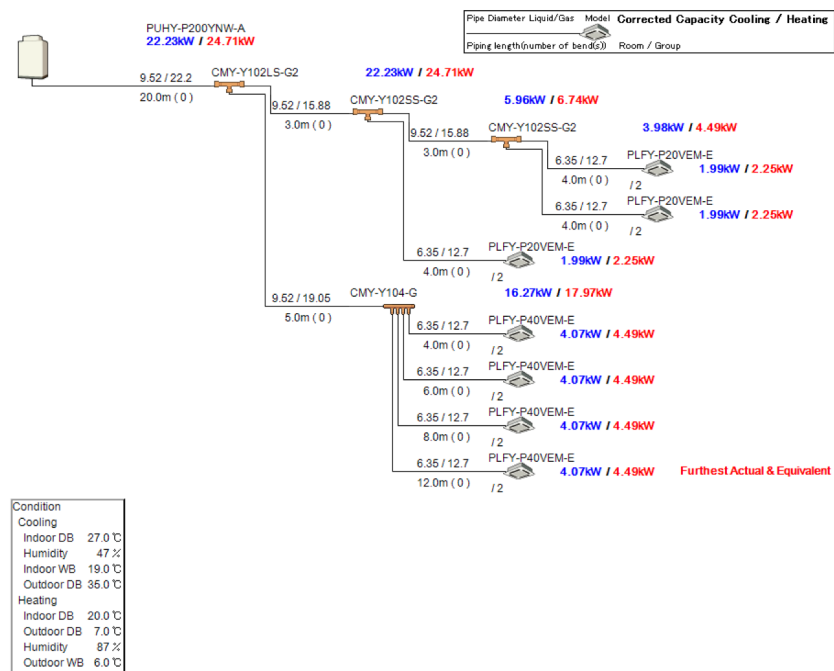 Pipe Diameter Liquid/Gas Model Corrected Capacity Cooling / Heating
Piping length(number of bend(s)) Room / Group
PUHY-P200YNW-A
22.23kW / 24.71kW
9.52 / 22.2
20.0m ( 0 )
CMY-Y102LS-G2
22.23kW / 24.71kW
9.52 / 15.88
3.0m ( 0 )
CMY-Y102SS-G2
5.96kW / 6.74kW
9.52 / 15.88
3.0m ( 0 )
CMY-Y102SS-G2
3.98kW / 4.49kW
6.35 / 12.7
4.0m ( 0 )
PLFY-P20VEM-E
1.99kW / 2.25kW
/ 2
6.35 / 12.7
4.0m ( 0 )
PLFY-P20VEM-E
1.99kW / 2.25kW
/ 2
6.35 / 12.7
4.0m ( 0 )
PLFY-P20VEM-E
1.99kW / 2.25kW
/ 2
9.52 / 19.05
5.0m ( 0 )
CMY-Y104-G
16.27kW / 17.97kW
6.35 / 12.7
4.0m ( 0 )
PLFY-P40VEM-E
4.07kW / 4.49kW
/ 2
6.35 / 12.7
6.0m ( 0 )
PLFY-P40VEM-E
4.07kW / 4.49kW
/ 2
6.35 / 12.7
8.0m ( 0 )
PLFY-P40VEM-E
4.07kW / 4.49kW
/ 2
6.35 / 12.7
12.0m ( 0 )
PLFY-P40VEM-E
4.07kW / 4.49kW
/ 2
Furthest Actual & Equivalent
Condition
Cooling
Indoor DB 27.0 ℃
Humidity 47 %
Indoor WB 19.0 ℃
Outdoor DB 35.0 ℃
Heating
Indoor DB 20.0 ℃
Outdoor DB 7.0 ℃
Humidity 87 %
Outdoor WB 6.0 ℃